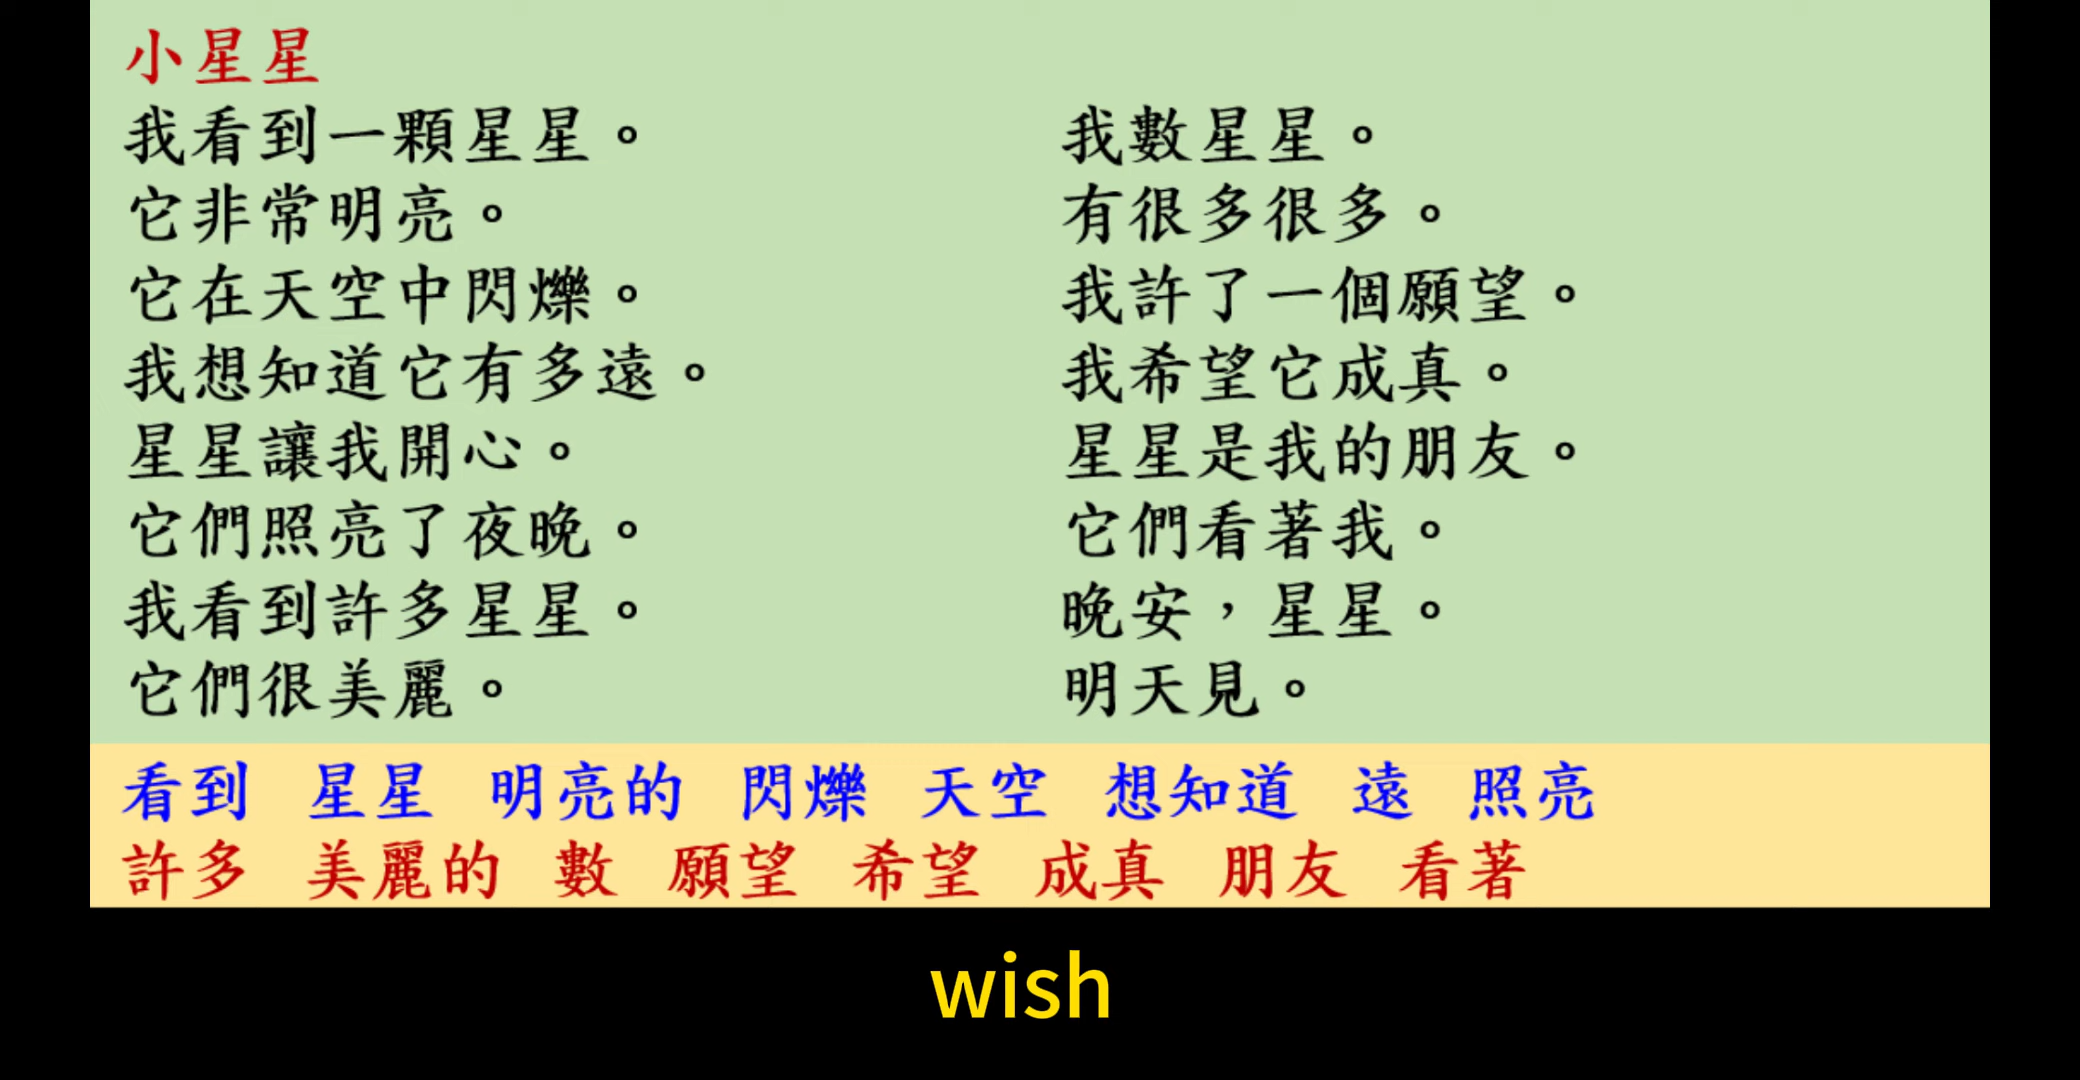 小星星
我看到一顆星星。
它非常明亮。
它在天空中閃爍。
我想知道它有多遠。
星星讓我開心。
它們照亮了夜晚。
我看到許多星星。
它們很美麗。
我數星星。
有很多很多。
我許了一個願望。
我希望它成真。
星星是我的朋友。
它們看著我。
晚安，星星。
明天見。
看到 星星 明亮的 閃爍 天空 想知道 遠 照亮
許多 美麗的 數 願望 希望 成真 朋友 看著
wish